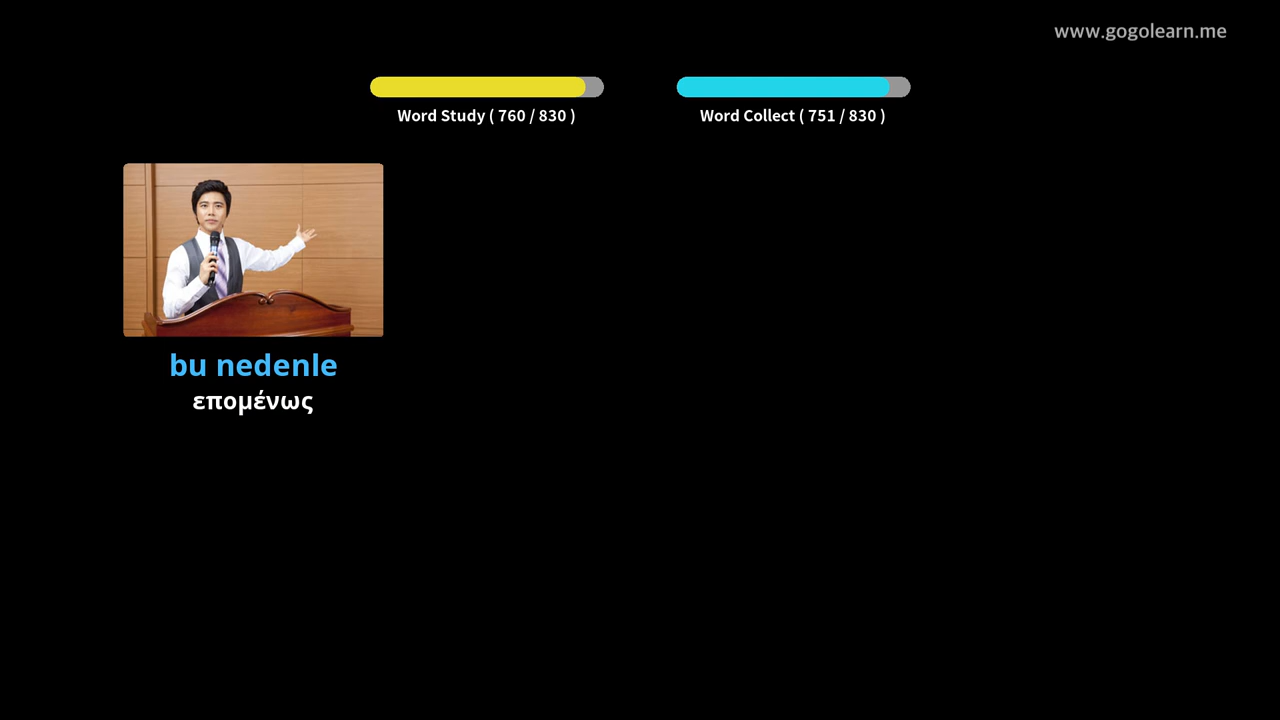 www.gogolearn.me
Word Study ( 760 / 830 )
Word Collect ( 751 / 830 )
bu nedenle
επομένως